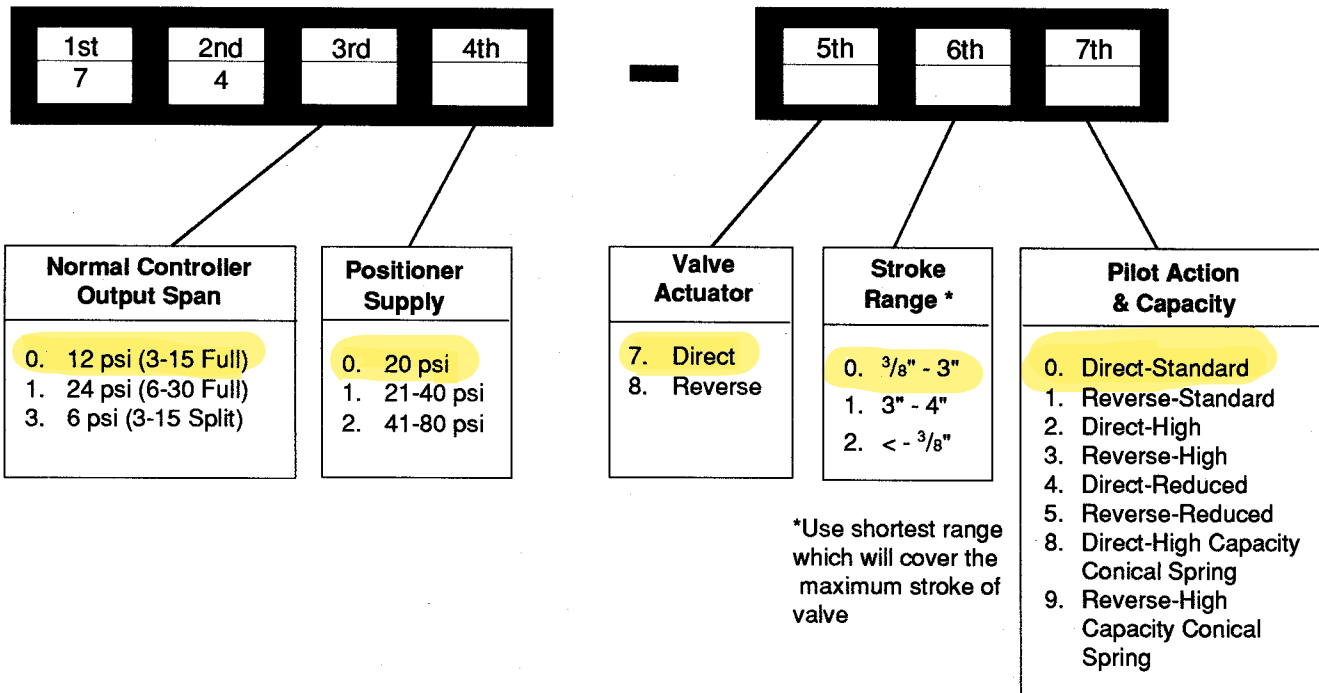 1st 2nd 3rd 4th - 5th 6th 7th
7 4
Normal Controller
Output Span
0. 12 psi (3-15 Full)
1. 24 psi (6-30 Full)
3. 6 psi (3-15 Split)
Positioner
Supply
0. 20 psi
1. 21-40 psi
2. 41-80 psi
Valve
Actuator
7. Direct
8. Reverse
Stroke
Range *
0. 3/8" - 3"
1. 3" - 4"
2. < - 3/8"
*Use shortest range
which will cover the
maximum stroke of
valve
Pilot Action
& Capacity
0. Direct-Standard
1. Reverse-Standard
2. Direct-High
3. Reverse-High
4. Direct-Reduced
5. Reverse-Reduced
8. Direct-High Capacity
Conical Spring
9. Reverse-High
Capacity Conical
Spring